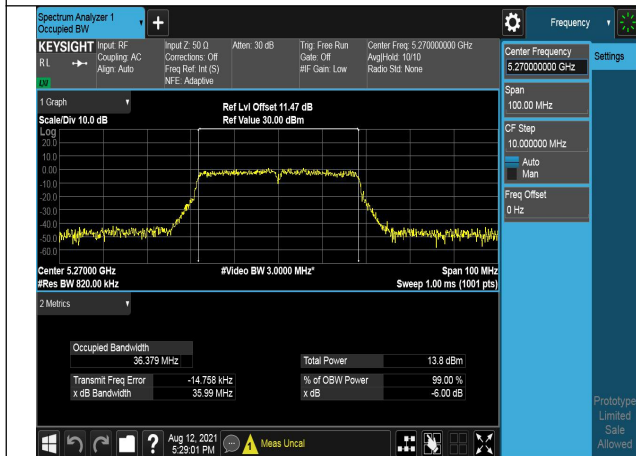 Spectrum Analyzer 1
Occupied BW
Frequency
KEYSIGHT
RL
Input: RF
Coupling: AC
Align: Auto
Input Z: 50 Ω
Corrections: Off
Freq Ref: Int (S)
NFE: Adaptive
Atten: 30 dB
Trig: Free Run
Gate: Off
#IF Gain: Low
Center Freq: 5.270000000 GHz
Avg|Hold: 10/10
Radio Std: None
LXI
1 Graph
Scale/Div 10.0 dB
Ref Lvl Offset 11.47 dB
Ref Value 30.00 dBm
Log
20.0
10.0
0.00
-10.0
-20.0
-30.0
-40.0
-50.0
-60.0
Center 5.27000 GHz
#Res BW 820.00 kHz
#Video BW 3.0000 MHz*
Span 100 MHz
Sweep 1.00 ms (1001 pts)
2 Metrics
Occupied Bandwidth
36.379 MHz
Total Power 13.8 dBm
Transmit Freq Error -14.758 kHz
% of OBW Power 99.00 %
x dB Bandwidth 35.99 MHz
x dB -6.00 dB
Aug 12, 2021
5:29:01 PM
Meas Uncal
Center Frequency
5.270000000 GHz
Settings
Span
100.00 MHz
CF Step
10.000000 MHz
Auto
Man
Freq Offset
0 Hz
Prototype
Limited
Sale
Allowed